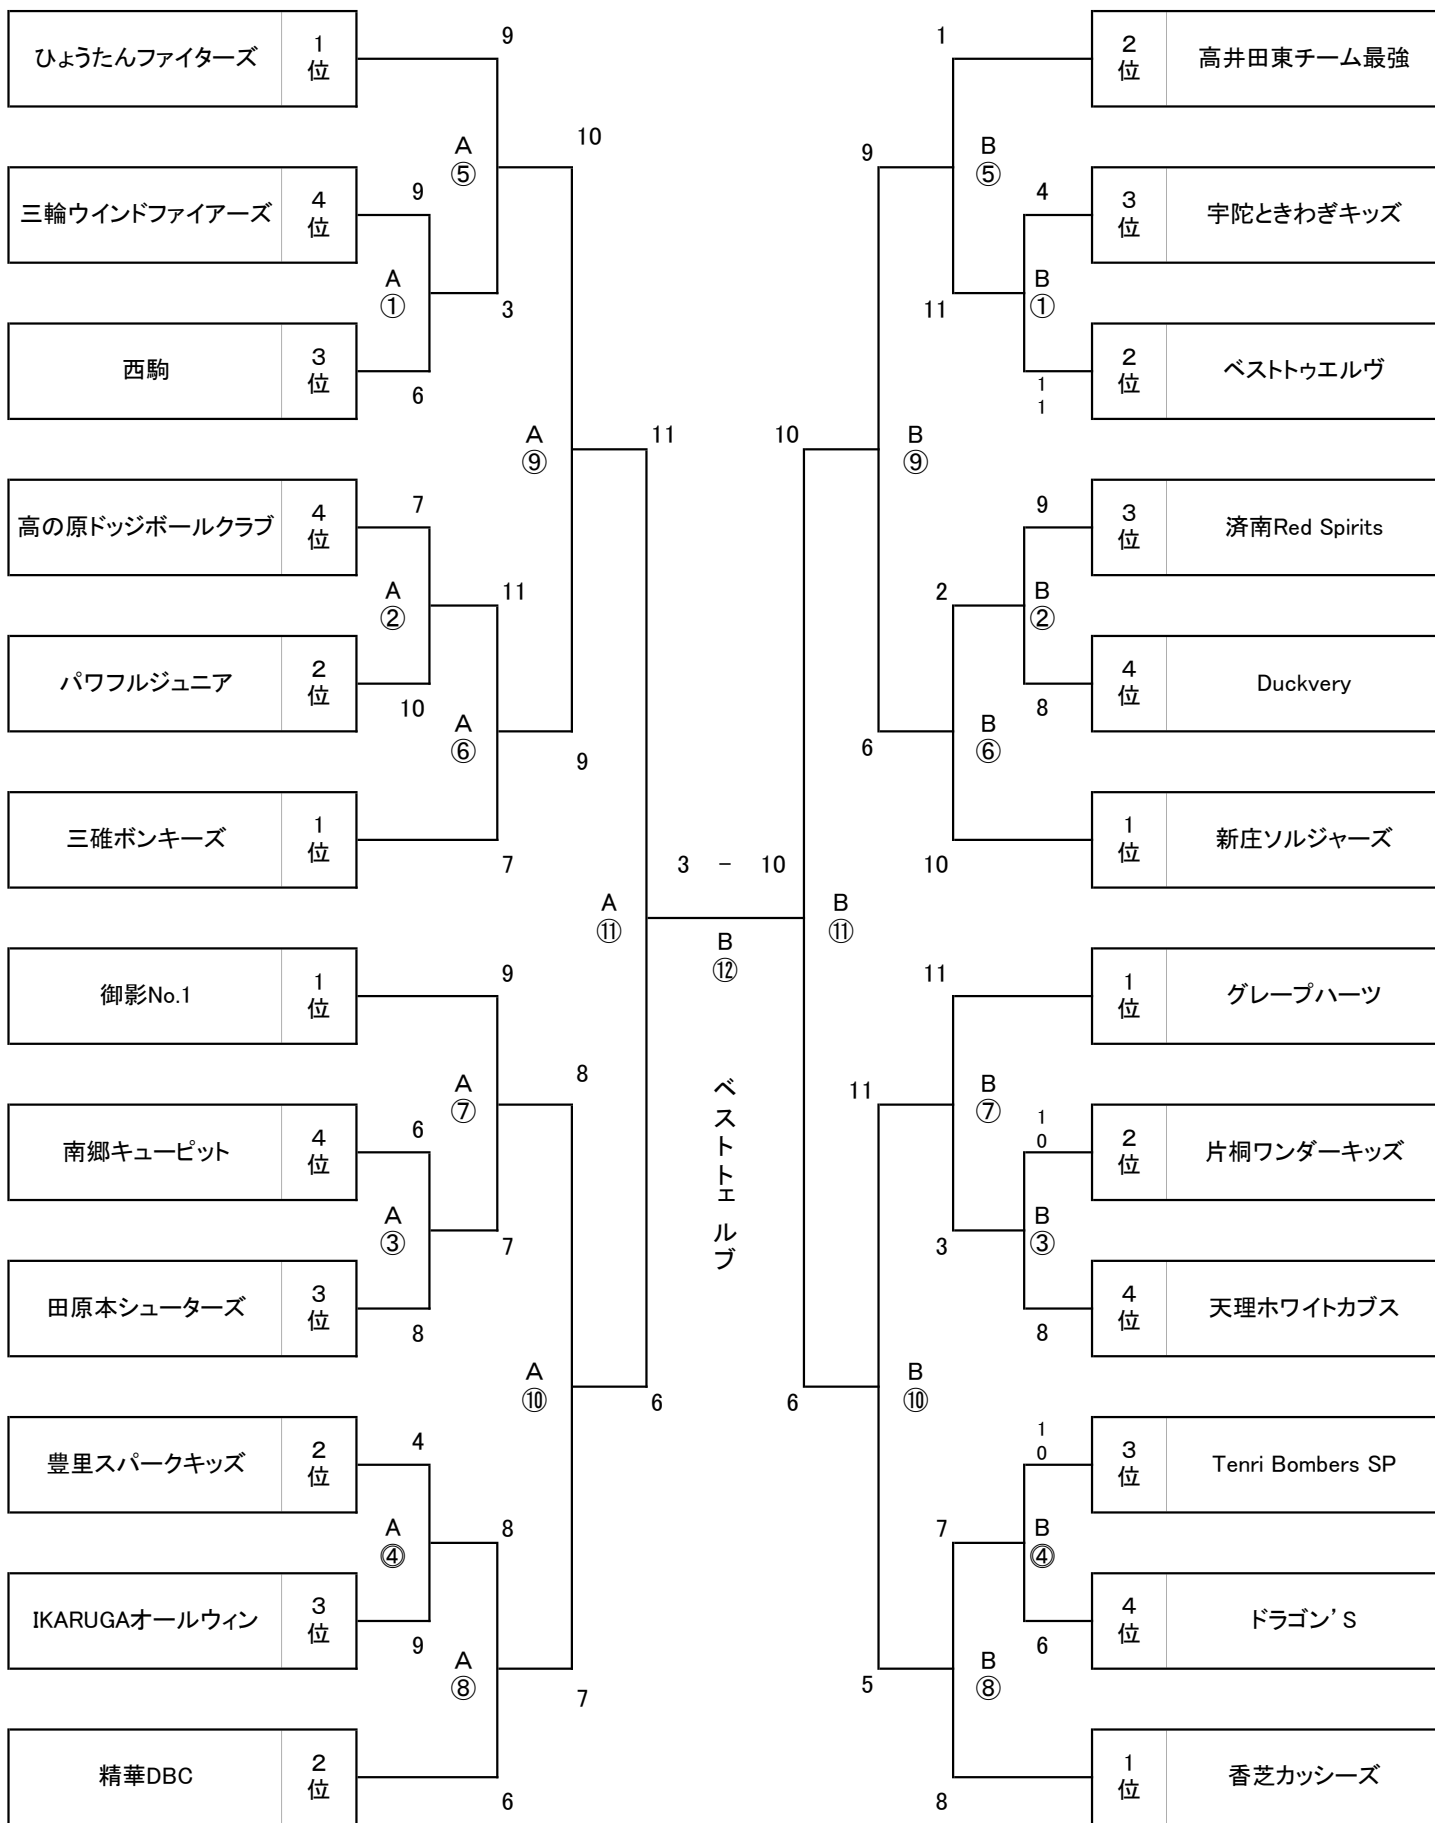 ひょうたんファイターズ
1位
9
A
⑤
10
三輪ウインドファイアーズ
4位
9
A
①
3
西駒
3位
6
A
⑨
11
高の原ドッジボールクラブ
4位
7
A
②
11
パワフルジュニア
2位
10
A
⑥
9
三碓ボンキーズ
1位
7
A
⑪
御影No.1
1位
9
A
⑦
8
南郷キューピット
4位
6
A
③
7
田原本シューターズ
3位
8
A
⑩
6
豊里スパークキッズ
2位
4
A
④
8
IKARUGAオールウィン
3位
9
A
⑧
7
精華DBC
2位
6
3 － 10
B
⑫
ベストトェルブ
1
2位
高井田東チーム最強
9
B
⑤
4
3位
宇陀ときわぎキッズ
11
B
①
11
2位
ベストトゥエルヴ
10
B
⑨
9
3位
済南Red Spirits
2
B
②
8
4位
Duckvery
6
B
⑥
10
1位
新庄ソルジャーズ
B
⑪
11
1位
グレープハーツ
11
B
⑦
10
2位
片桐ワンダーキッズ
3
B
③
8
4位
天理ホワイトカブス
6
B
⑩
10
3位
Tenri Bombers SP
7
B
④
6
4位
ドラゴン’S
5
B
⑧
8
1位
香芝カッシーズ